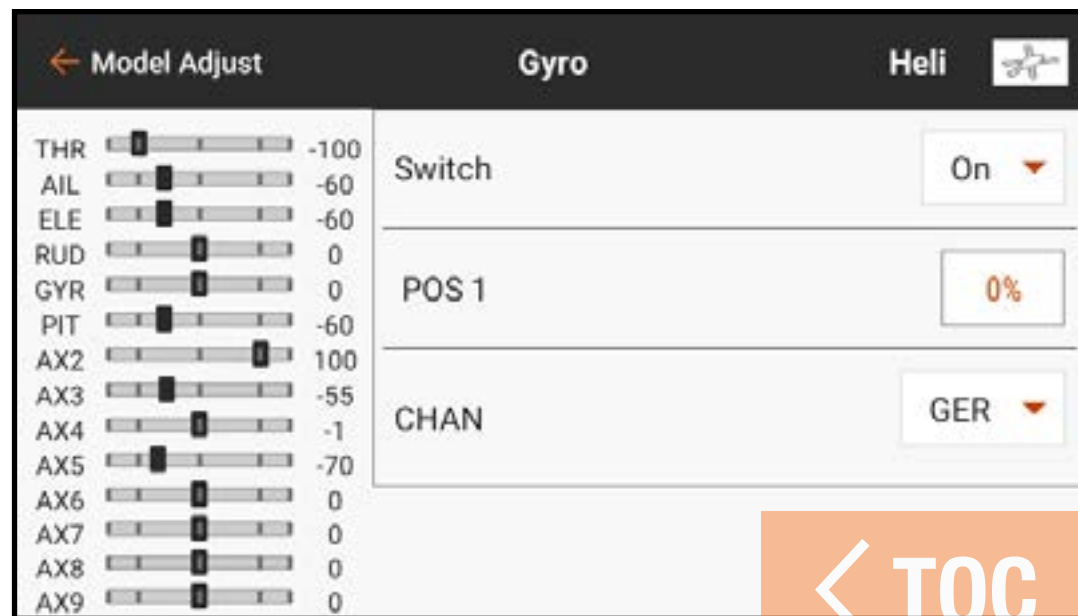 Model Adjust Gyro Heli
THR -100
AIL -60
ELE -60
RUD 0
GYR 0
PIT -60
AX2 100
AX3 -55
AX4 -1
AX5 -70
AX6 0
AX7 0
AX8 0
AX9 0
Switch On
POS 1 0%
CHAN GER
TOC